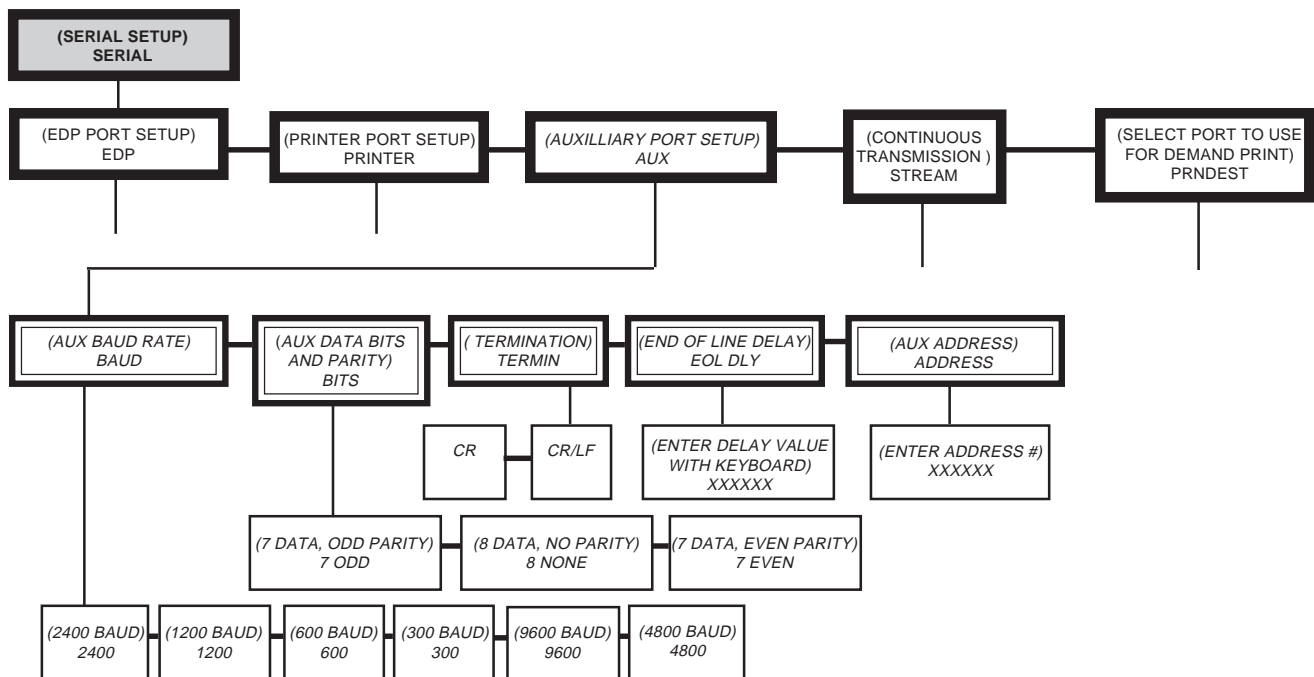 (SERIAL SETUP)
SERIAL
(EDP PORT SETUP)
EDP
(PRINTER PORT SETUP)
PRINTER
(AUXILLIARY PORT SETUP)
AUX
(CONTINUOUS
TRANSMISSION )
STREAM
(SELECT PORT TO USE
FOR DEMAND PRINT)
PRNDEST
(AUX BAUD RATE)
BAUD
(AUX DATA BITS
AND PARITY)
BITS
( TERMINATION)
TERMIN
(END OF LINE DELAY)
EOL DLY
(AUX ADDRESS)
ADDRESS
CR
CR/LF
(ENTER DELAY VALUE
WITH KEYBOARD)
XXXXXX
(ENTER ADDRESS #)
XXXXXX
(7 DATA, ODD PARITY)
7 ODD
(8 DATA, NO PARITY)
8 NONE
(7 DATA, EVEN PARITY)
7 EVEN
(2400 BAUD)
2400
(1200 BAUD)
1200
(600 BAUD)
600
(300 BAUD)
300
(9600 BAUD)
9600
(4800 BAUD)
4800